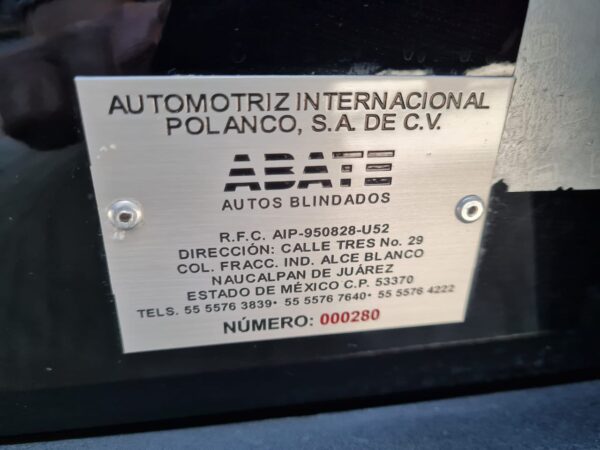 AUTOMOTRIZ INTERNACIONAL
POLANCO, S.A. DE C.V.
ABATE
AUTOS BLINDADOS
R.F.C. AIP-950828-U52
DIRECCIÓN: CALLE TRES No. 29
COL. FRACC. IND. ALCE BLANCO
NAUCALPAN DE JUÁREZ
ESTADO DE MÉXICO C.P. 53370
TELS. 55 5576 3839• 55 5576 7640• 55 5576 4222
NÚMERO: 000280